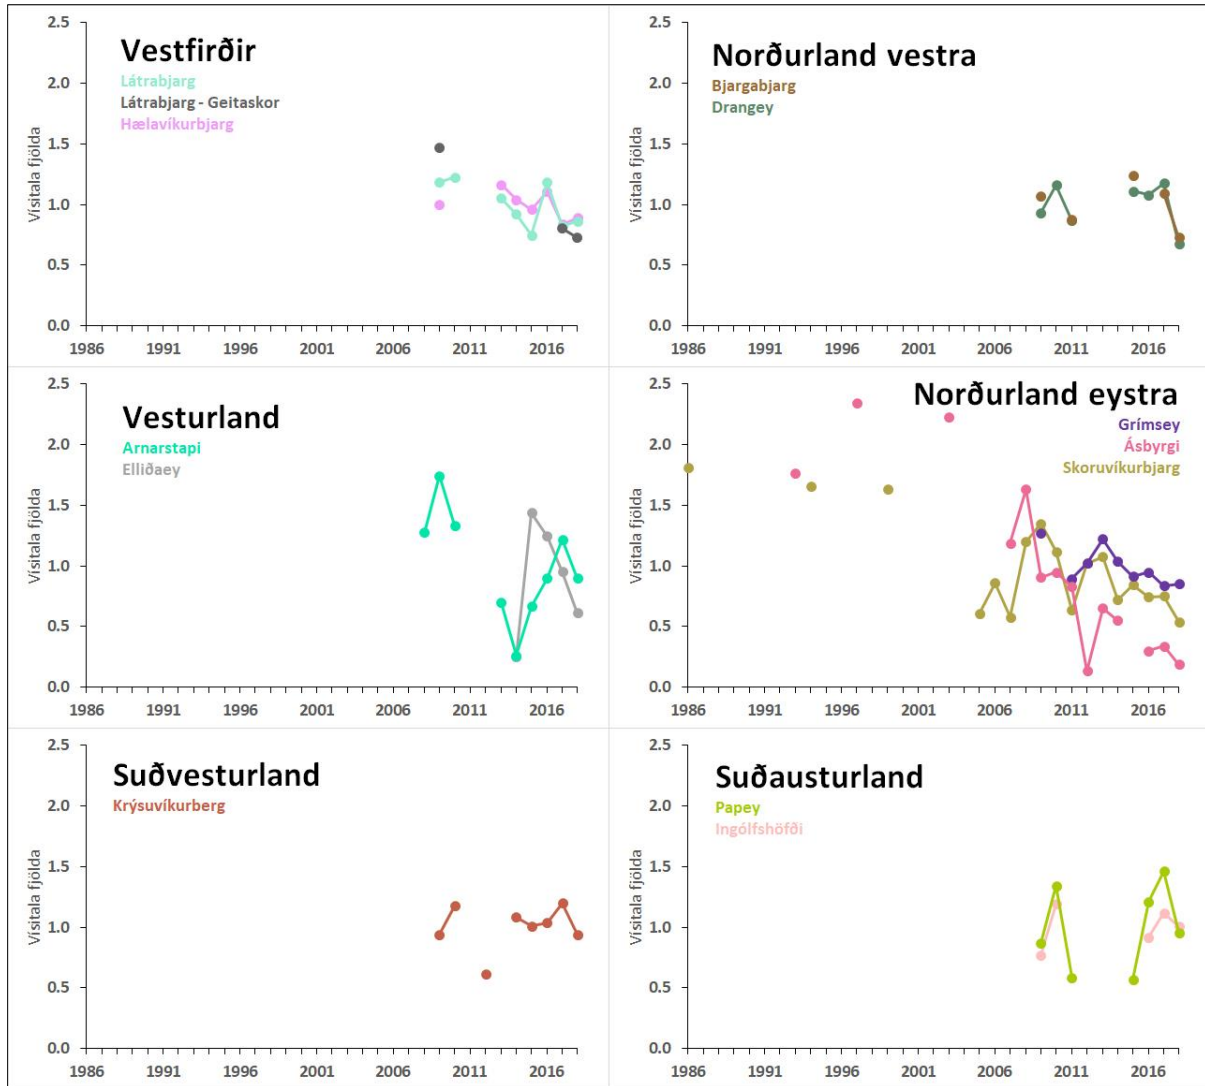 Vestfirðir
Látrabjarg
Látrabjarg - Geitaskor
Hælavíkurbjarg
Vísitala fjölda
2.5
2.0
1.5
1.0
0.5
0.0
1986 1991 1996 2001 2006 2011 2016
Norðurland vestra
Bjargabjarg
Drangey
Vísitala fjölda
2.5
2.0
1.5
1.0
0.5
0.0
1986 1991 1996 2001 2006 2011 2016
Vesturland
Arnarstapi
Elliðaey
Vísitala fjölda
2.5
2.0
1.5
1.0
0.5
0.0
1986 1991 1996 2001 2006 2011 2016
Norðurland eystra
Grímsey
Ásbyrgi
Skoruvíkurbjarg
Vísitala fjölda
2.5
2.0
1.5
1.0
0.5
0.0
1986 1991 1996 2001 2006 2011 2016
Suðvesturland
Krýsuvíkurberg
Vísitala fjölda
2.5
2.0
1.5
1.0
0.5
0.0
1986 1991 1996 2001 2006 2011 2016
Suðausturland
Papey
Ingólfshöfði
Vísitala fjölda
2.5
2.0
1.5
1.0
0.5
0.0
1986 1991 1996 2001 2006 2011 2016